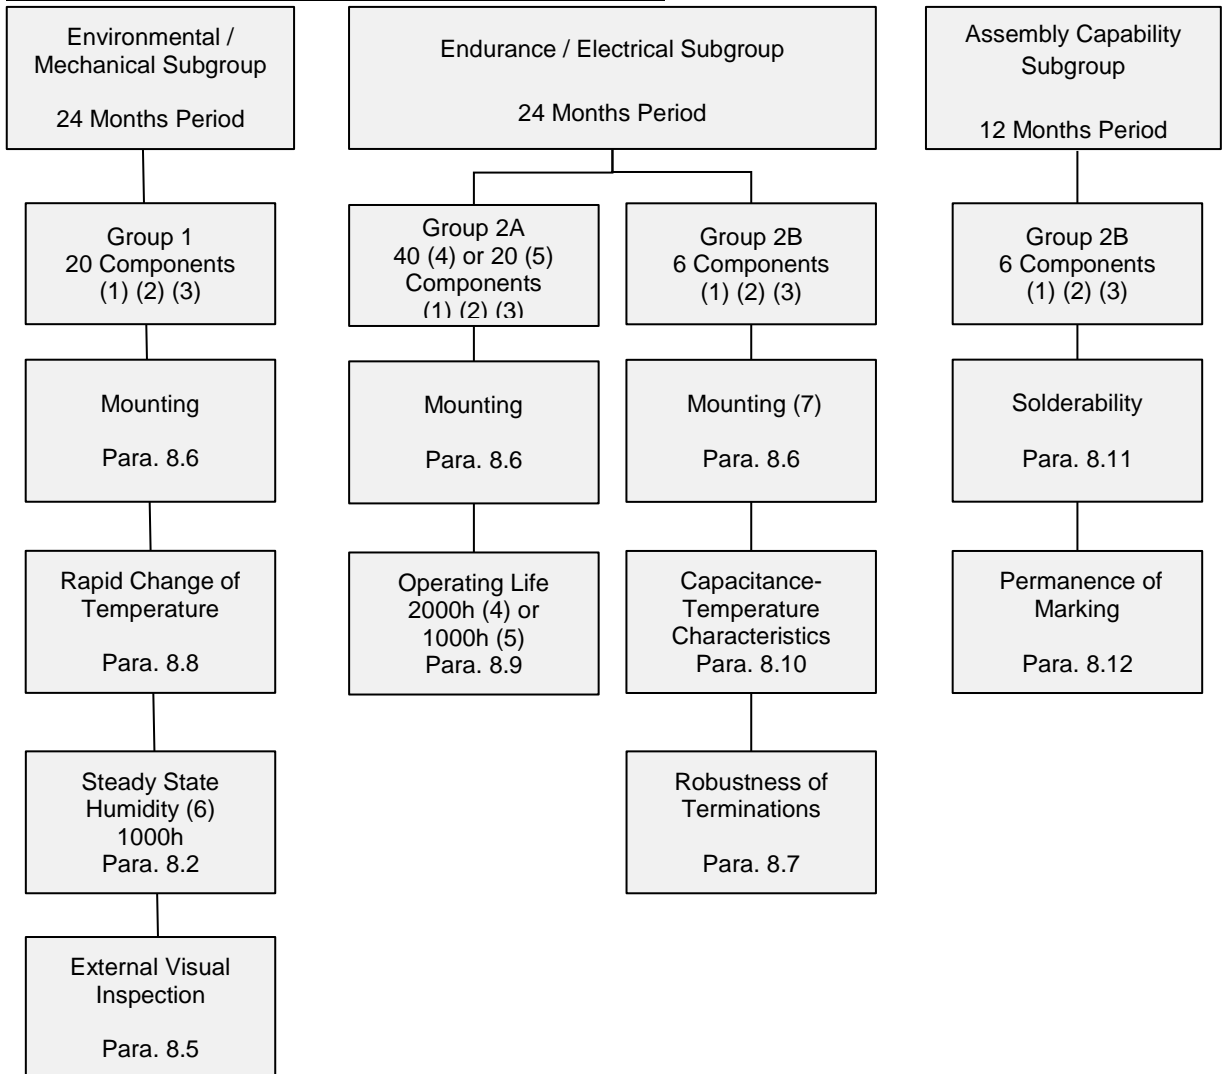 Environmental /
Mechanical Subgroup
24 Months Period
Endurance / Electrical Subgroup
24 Months Period
Assembly Capability
Subgroup
12 Months Period
Group 1
20 Components
(1) (2) (3)
Group 2A
40 (4) or 20 (5)
Components
(1) (2) (3)
Group 2B
6 Components
(1) (2) (3)
Group 2B
6 Components
(1) (2) (3)
Mounting
Para. 8.6
Mounting
Para. 8.6
Mounting (7)
Para. 8.6
Solderability
Para. 8.11
Rapid Change of
Temperature
Para. 8.8
Operating Life
2000h (4) or
1000h (5)
Para. 8.9
Capacitance-
Temperature
Characteristics
Para. 8.10
Permanence of
Marking
Para. 8.12
Steady State
Humidity (6)
1000h
Para. 8.2
Robustness of
Terminations
Para. 8.7
External Visual
Inspection
Para. 8.5